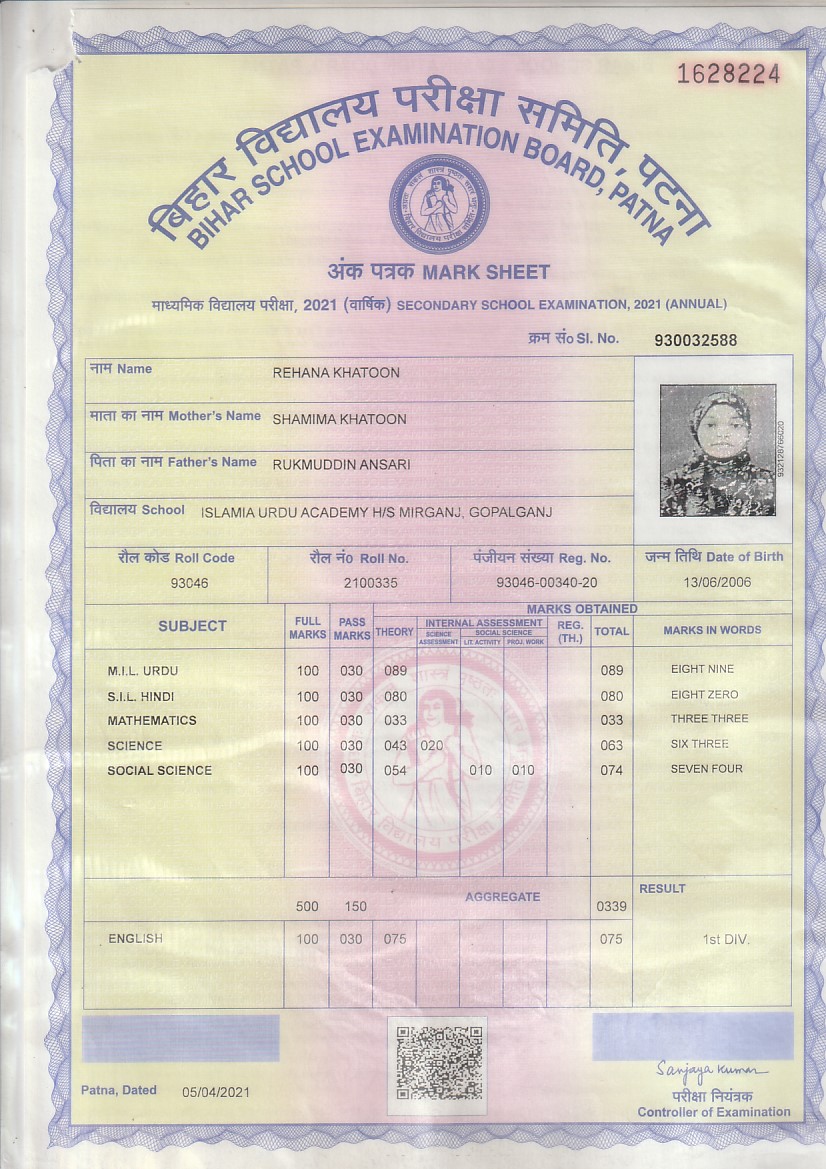 1628224
बिहार विद्यालय परीक्षा समिति, पटना
BIHAR SCHOOL EXAMINATION BOARD, PATNA
अंक पत्रक MARK SHEET
माध्यमिक विद्यालय परीक्षा, 2021 (वार्षिक) SECONDARY SCHOOL EXAMINATION, 2021 (ANNUAL)
क्रम सं० Sl. No. 930032588
नाम Name REHANA KHATOON
माता का नाम Mother's Name SHAMIMA KHATOON
पिता का नाम Father's Name RUKMUDDIN ANSARI
932128766020
विद्यालय School ISLAMIA URDU ACADEMY H/S MIRGANJ, GOPALGANJ
रौल कोड Roll Code रौल नं० Roll No. पंजीयन संख्या Reg. No. जन्म तिथि Date of Birth
93046 2100335 93046-00340-20 13/06/2006
MARKS OBTAINED
SUBJECT FULL MARKS PASS MARKS THEORY INTERNAL ASSESSMENT REG. (TH.) TOTAL MARKS IN WORDS
SCIENCE ASSESSMENT SOCIAL SCIENCE LIT. ACTIVITY PROJ. WORK
M.I.L. URDU 100 030 089 089 EIGHT NINE
S.I.L. HINDI 100 030 080 080 EIGHT ZERO
MATHEMATICS 100 030 033 033 THREE THREE
SCIENCE 100 030 043 020 063 SIX THREE
SOCIAL SCIENCE 100 030 054 010 010 074 SEVEN FOUR
बिहार विद्यालय परीक्षा समिति
AGGREGATE RESULT
500 150 0339
ENGLISH 100 030 075 075 1st DIV.
Sanjaya Kumar
Patna, Dated 05/04/2021
परीक्षा नियंत्रक
Controller of Examination